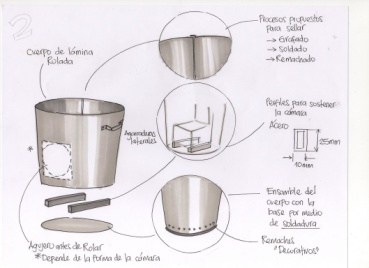 2
Procesos propuestos
para sellar
→ Grafado
→ Soldado
→ Remachado
Cuerpo de lámina
Rolada
Agarraderas
laterales
Perfiles para sostener
la cámara
Acero
25mm
10mm
*
Ensamble del
cuerpo con la
base por medio
de soldadura
Remaches
"Decorativos"
Agujero antes de Rolar
*Depende de la forma de la cámara